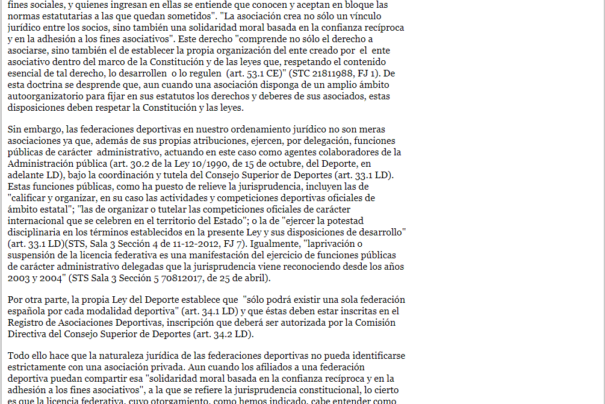 fines sociales, y quienes ingresan en ellas se entiende que conocen y aceptan en bloque las
normas estatutarias a las que quedan sometidos". "La asociación crea no sólo un vínculo
jurídico entre los socios, sino también una solidaridad moral basada en la confianza recíproca
y en la adhesión a los fines asociativos". Este derecho "comprende no sólo el derecho a
asociarse, sino también el de establecer la propia organización del ente creado por el ente
asociativo dentro del marco de la Constitución y de las leyes que, respetando el contenido
esencial de tal derecho, lo desarrollen o lo regulen (art. 53.1 CE)" (STC 21811988, FJ 1). De
esta doctrina se desprende que, aun cuando una asociación disponga de un amplio ámbito
autoorganizatorio para fijar en sus estatutos los derechos y deberes de sus asociados, estas
disposiciones deben respetar la Constitución y las leyes.
Sin embargo, las federaciones deportivas en nuestro ordenamiento jurídico no son meras
asociaciones ya que, además de sus propias atribuciones, ejercen, por delegación, funciones
públicas de carácter administrativo, actuando en este caso como agentes colaboradores de la
Administración pública (art. 30.2 de la Ley 10/1990, de 15 de octubre, del Deporte, en
adelante LD), bajo la coordinación y tutela del Consejo Superior de Deportes (art. 33.1 LD).
Estas funciones públicas, como ha puesto de relieve la jurisprudencia, incluyen las de
"calificar y organizar, en su caso las actividades y competiciones deportivas oficiales de
ámbito estatal"; "las de organizar o tutelar las competiciones oficiales de carácter
internacional que se celebren en el territorio del Estado"; o la de "ejercer la potestad
disciplinaria en los términos establecidos en la presente Ley y sus disposiciones de desarrollo"
(art. 33.1 LD)(STS, Sala 3 Sección 4 de 11-12-2012, FJ 7). Igualmente, "laprivación o
suspensión de la licencia federativa es una manifestación del ejercicio de funciones públicas
de carácter administrativo delegadas que la jurisprudencia viene reconociendo desde los años
2003 y 2004" (STS Sala 3 Sección 5 70812017, de 25 de abril).
Por otra parte, la propia Ley del Deporte establece que "sólo podrá existir una sola federación
española por cada modalidad deportiva" (art. 34.1 LD) y que éstas deben estar inscritas en el
Registro de Asociaciones Deportivas, inscripción que deberá ser autorizada por la Comisión
Directiva del Consejo Superior de Deportes (art. 34.2 LD).
Todo ello hace que la naturaleza jurídica de las federaciones deportivas no pueda identificarse
estrictamente con una asociación privada. Aun cuando los afiliados a una federación
deportiva puedan compartir esa "solidaridad moral basada en la confianza recíproca y en la
adhesión a los fines asociativos", a la que se refiere la jurisprudencia constitucional, lo cierto
es que la licencia federativa, cuyo otorgamiento, como hemos indicado, cabe entender como